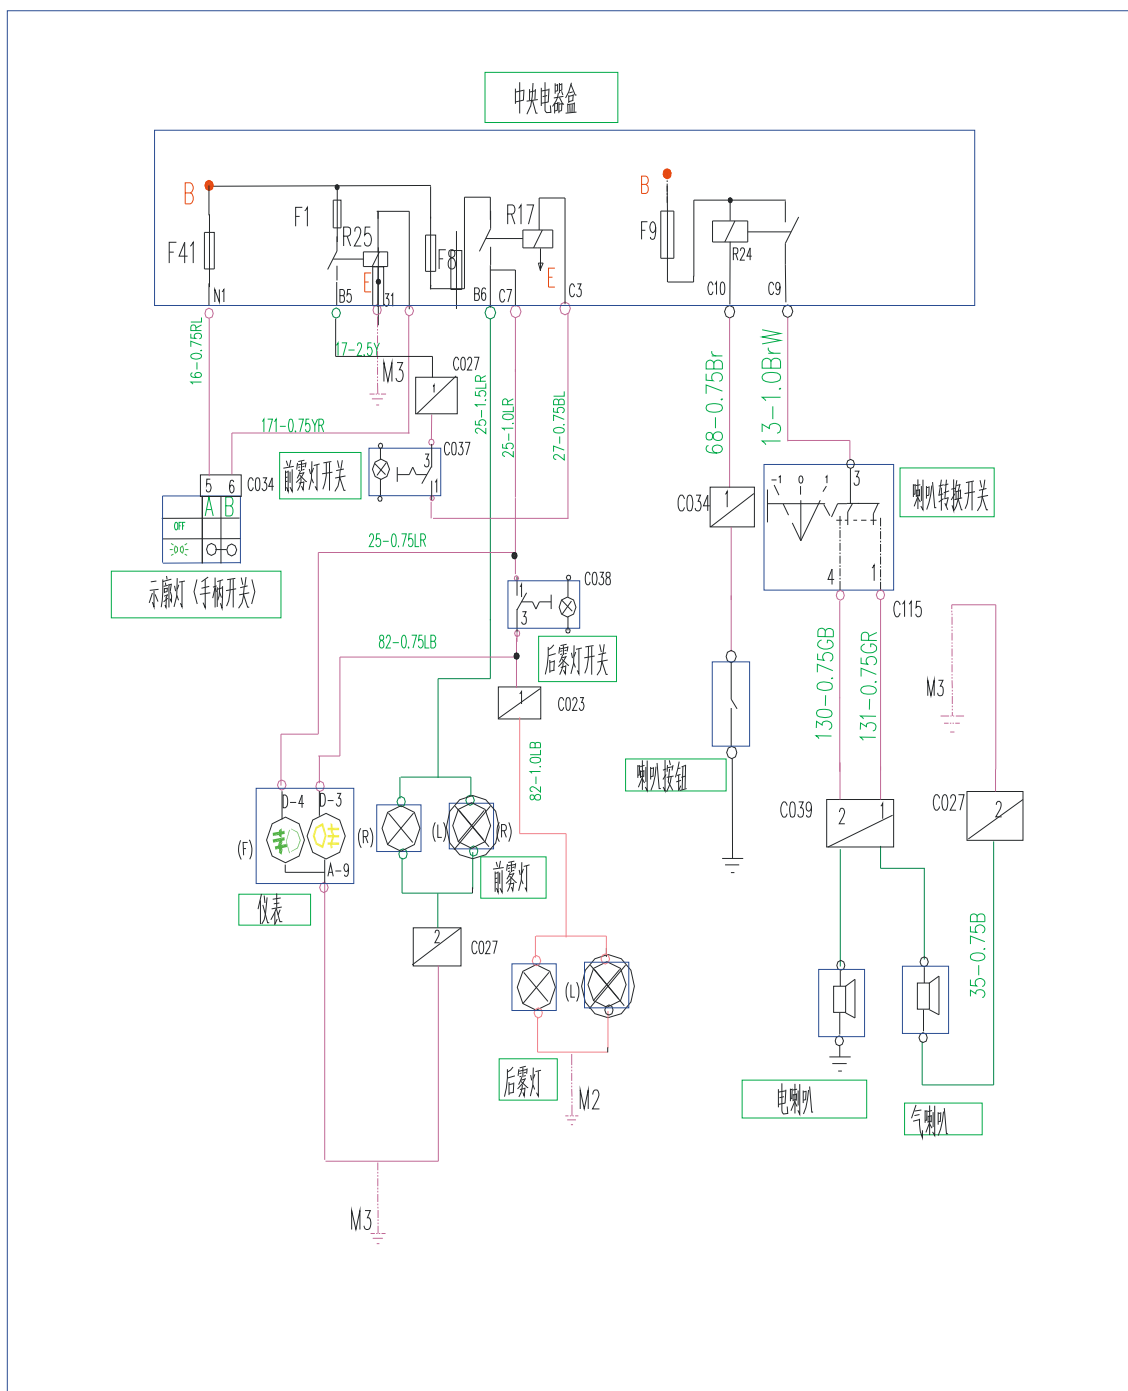 中央电器盒
B
F41
F1
R25
E
F8
R17
E
B
F9
R24
N1
B5
31
B6
C7
C3
C10
C9
16-0.75RL
17-2.5Y
M3
C027
1
171-0.75YR
25-1.5LR
25-1.0LR
27-0.75BL
68-0.75Br
13-1.0BrW
5 6
C034
A B
OFF
示廓灯(手柄开关)
前雾灯开关
C037
3
1
C034
1
-1 0 1
3
4
1
喇叭转换开关
C115
25-0.75LR
C038
1
3
后雾灯开关
82-0.75LB
1
C023
82-1.0LB
130-0.75GB
131-0.75GR
M3
喇叭按钮
D-4
D-3
(F)
A-9
仪表
(R)
(L)
(R)
前雾灯
2
C027
C039
2 1
C027
2
35-0.75B
(L)
后雾灯
M2
电喇叭
气喇叭
M3